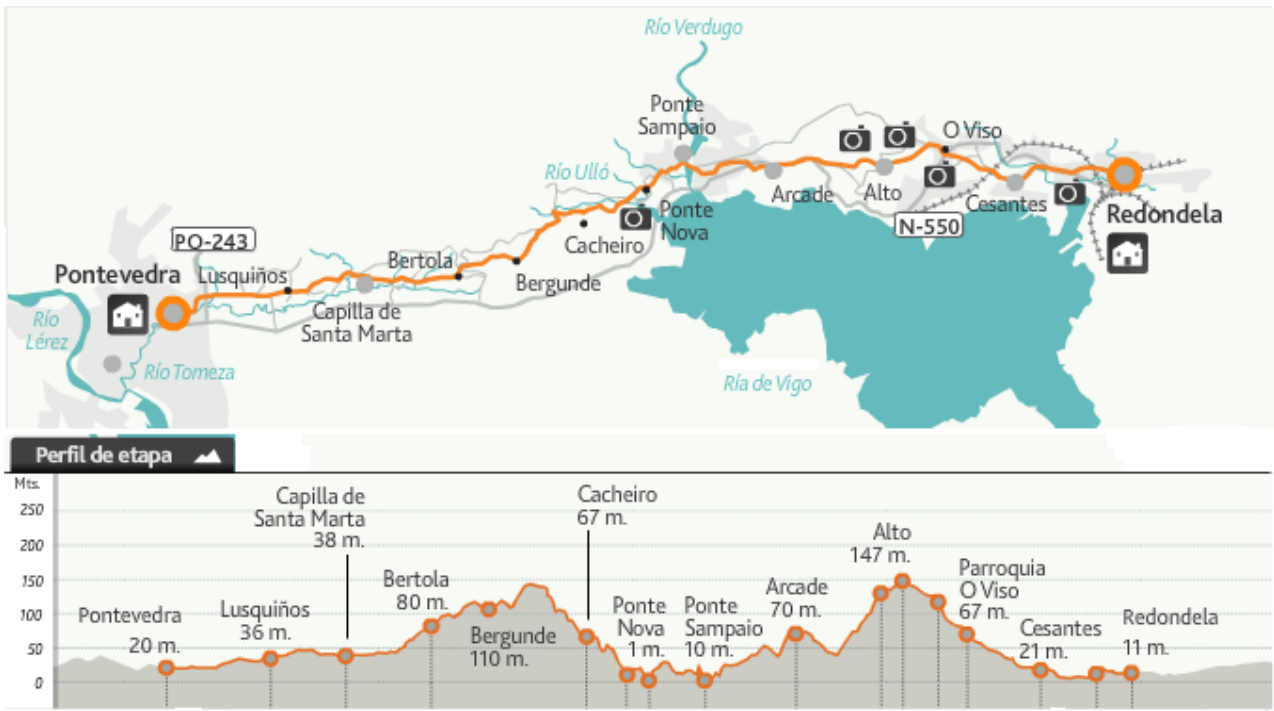 Río Verdugo
Ponte
Sampaio
O Viso
Río Ulló
Arcade
Alto
Cesantes
Ponte
Nova
N-550
Redondela
PO-243
Cacheiro
Bertola
Pontevedra
Lusquiños
Bergunde
Capilla de
Santa Marta
Río
Lérez
Río Tomeza
Ría de Vigo
Perfil de etapa
Mts.
250
200
150
100
50
0
Pontevedra
20 m.
Lusquiños
36 m.
Capilla de
Santa Marta
38 m.
Bertola
80 m.
Bergunde
110 m.
Cacheiro
67 m.
Ponte
Nova
1 m.
Ponte
Sampaio
10 m.
Arcade
70 m.
Alto
147 m.
Parroquia
O Viso
67 m.
Cesantes
21 m.
Redondela
11 m.